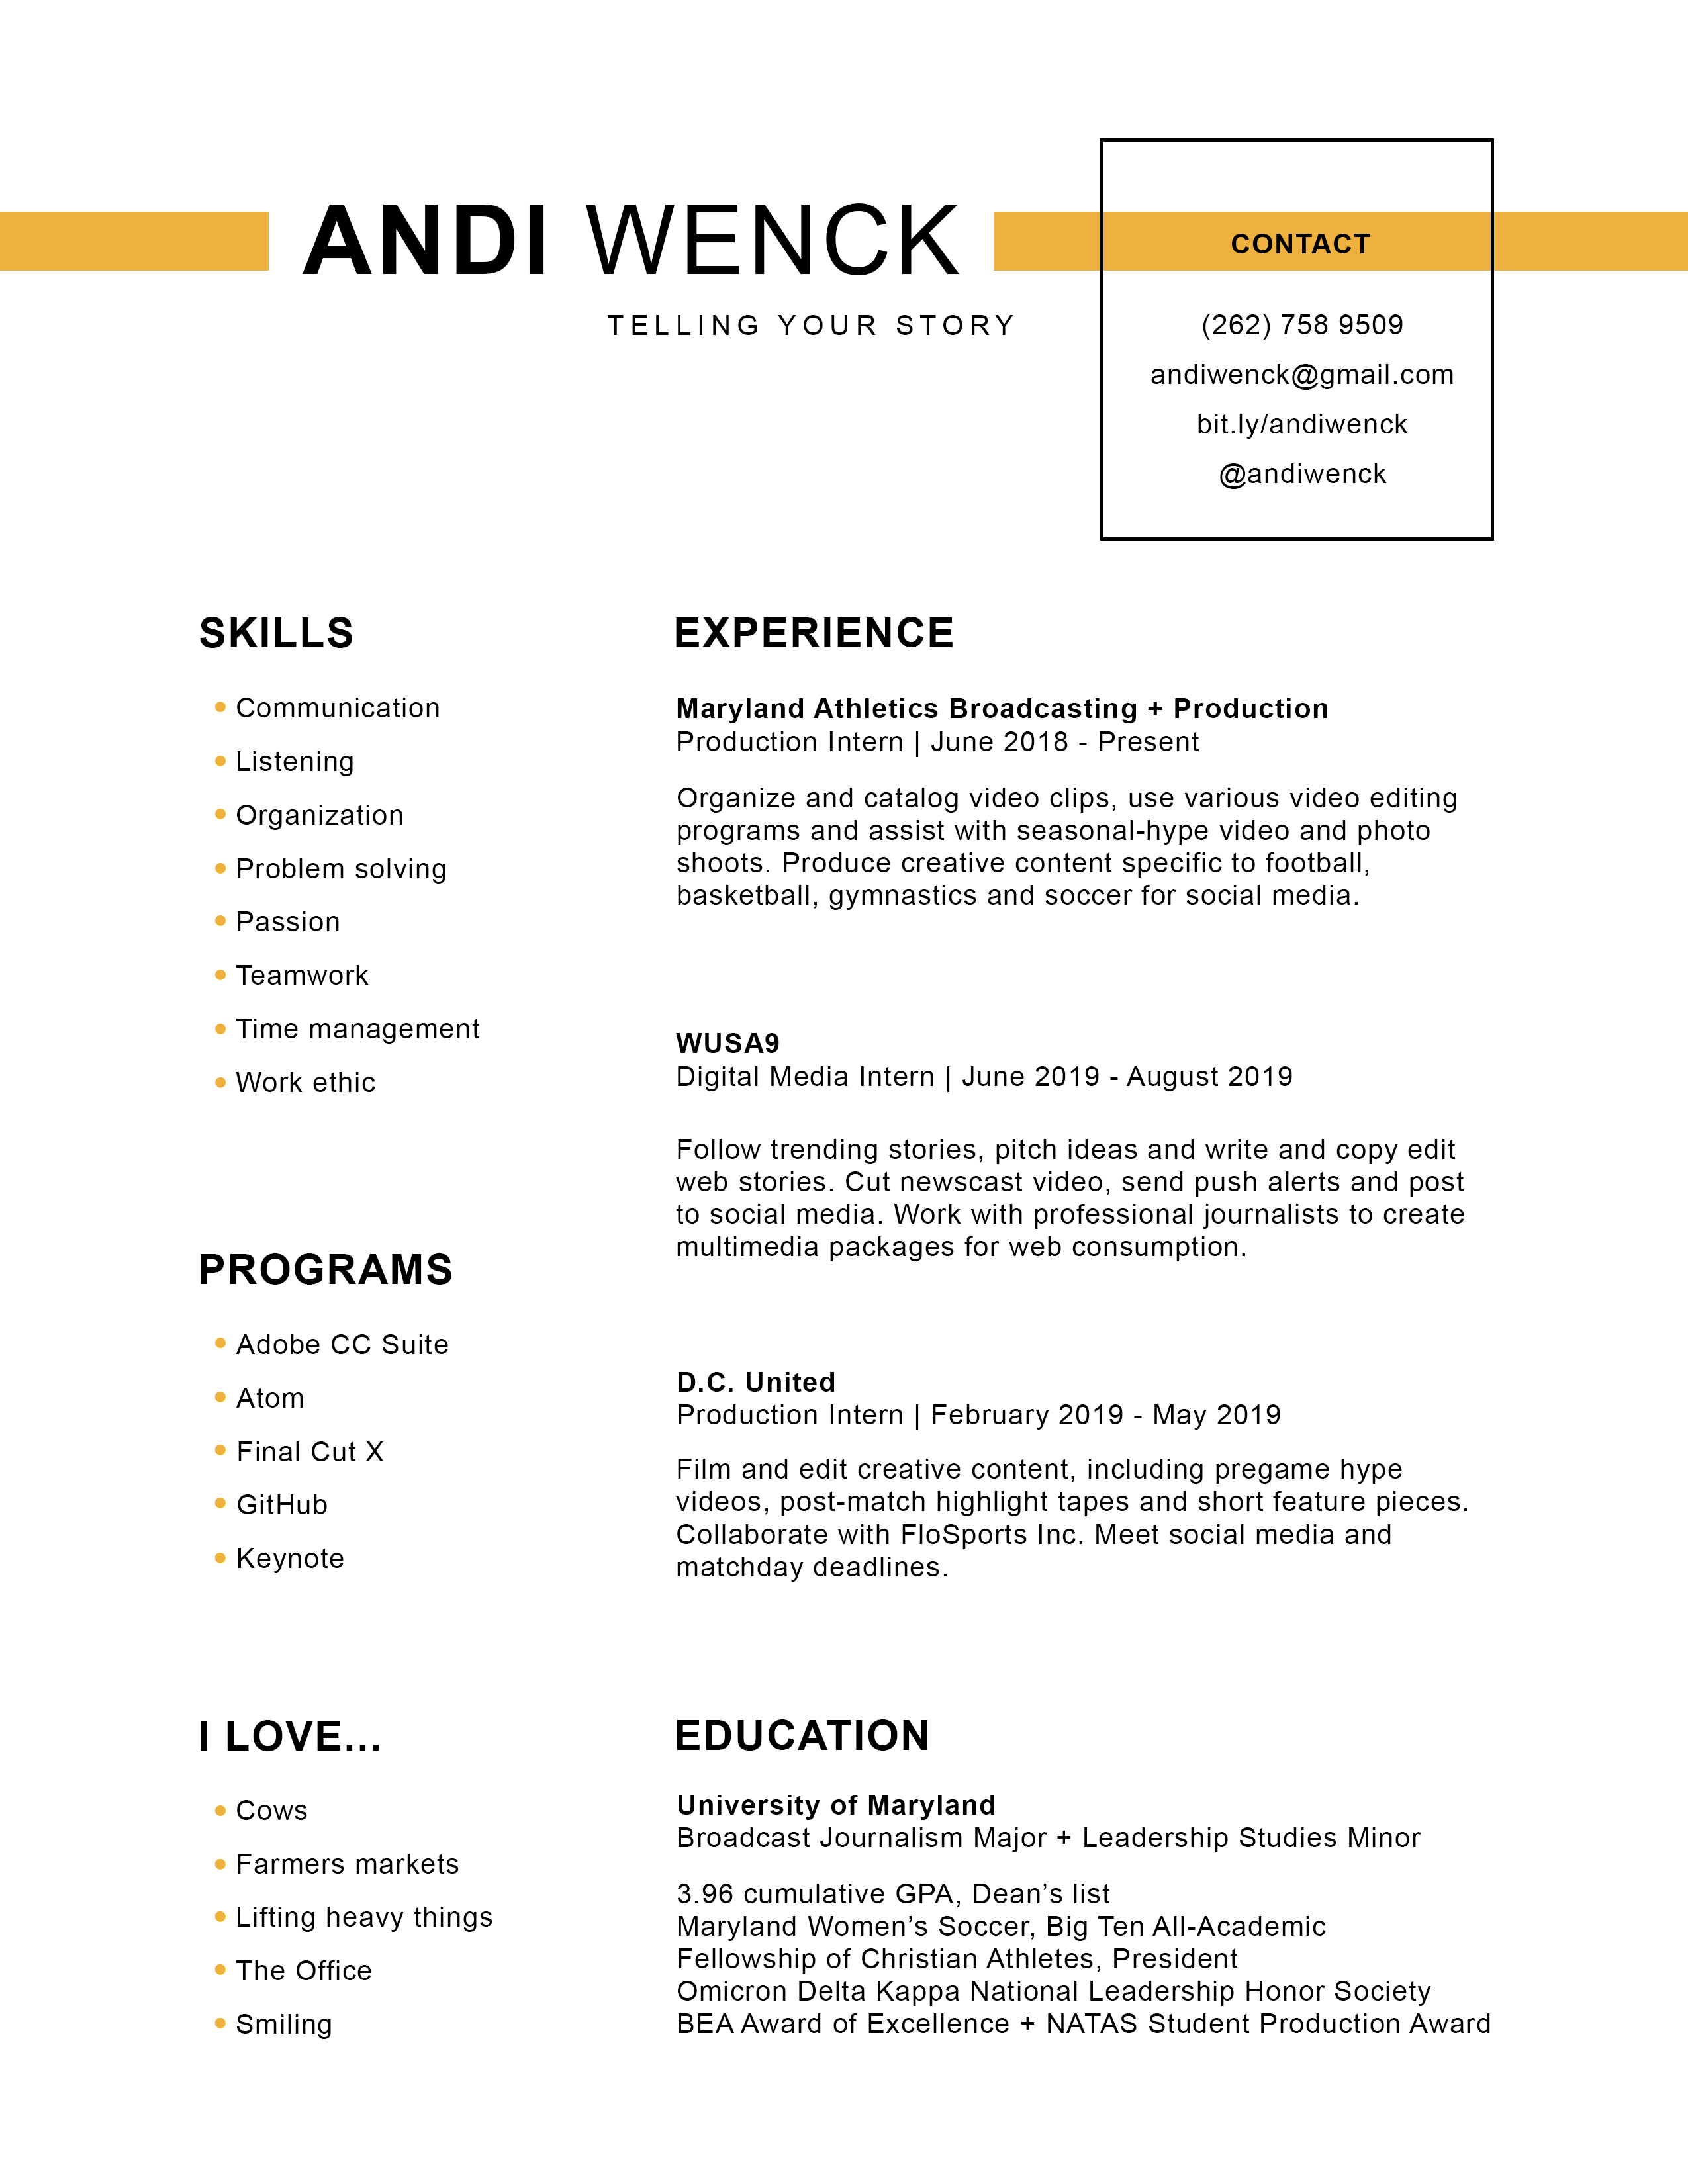 ANDI WENCK
TELLING YOUR STORY
CONTACT
(262) 758 9509
andiwenck@gmail.com
bit.ly/andiwenck
@andiwenck
SKILLS
Communication
Listening
Organization
Problem solving
Passion
Teamwork
Time management
Work ethic
PROGRAMS
Adobe CC Suite
Atom
Final Cut X
GitHub
Keynote
I LOVE...
Cows
Farmers markets
Lifting heavy things
The Office
Smiling
EXPERIENCE
Maryland Athletics Broadcasting + Production
Production Intern | June 2018 - Present
Organize and catalog video clips, use various video editing
programs and assist with seasonal-hype video and photo
shoots. Produce creative content specific to football,
basketball, gymnastics and soccer for social media.
WUSA9
Digital Media Intern | June 2019 - August 2019
Follow trending stories, pitch ideas and write and copy edit
web stories. Cut newscast video, send push alerts and post
to social media. Work with professional journalists to create
multimedia packages for web consumption.
D.C. United
Production Intern | February 2019 - May 2019
Film and edit creative content, including pregame hype
videos, post-match highlight tapes and short feature pieces.
Collaborate with FloSports Inc. Meet social media and
matchday deadlines.
EDUCATION
University of Maryland
Broadcast Journalism Major + Leadership Studies Minor
3.96 cumulative GPA, Dean’s list
Maryland Women’s Soccer, Big Ten All-Academic
Fellowship of Christian Athletes, President
Omicron Delta Kappa National Leadership Honor Society
BEA Award of Excellence + NATAS Student Production Award